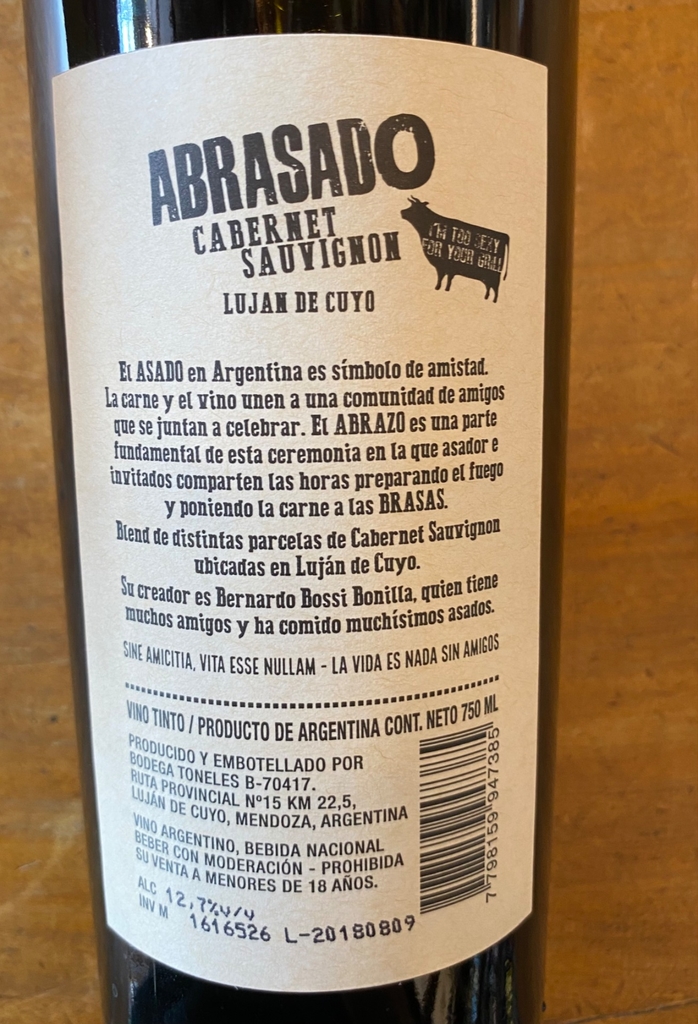 ABRASADO
CABERNET
SAUVIGNON
I'M TOO SEXY
FOR YOUR GRILL
LUJAN DE CUYO
El ASADO en Argentina es símbolo de amistad.
La carne y el vino unen a una comunidad de amigos
que se juntan a celebrar. El ABRAZO es una parte
fundamental de esta ceremonia en la que asador e
invitados comparten las horas preparando el fuego
y poniendo la carne a las BRASAS.
Blend de distintas parcelas de Cabernet Sauvignon
ubicadas en Luján de Cuyo.
Su creador es Bernardo Bossi Bonilla, quien tiene
muchos amigos y ha comido muchísimos asados.
SINE AMICITIA, VITA ESSE NULLAM - LA VIDA ES NADA SIN AMIGOS
VINO TINTO / PRODUCTO DE ARGENTINA CONT. NETO 750 ML
PRODUCIDO Y EMBOTELLADO POR
BODEGA TONELES B-70417.
RUTA PROVINCIAL Nº15 KM 22,5,
LUJÁN DE CUYO, MENDOZA, ARGENTINA
VINO ARGENTINO, BEBIDA NACIONAL
BEBER CON MODERACIÓN - PROHIBIDA
SU VENTA A MENORES DE 18 AÑOS.
ALC 12,7%v/v
INV M 1616526 L-20180809
7 798159 947385